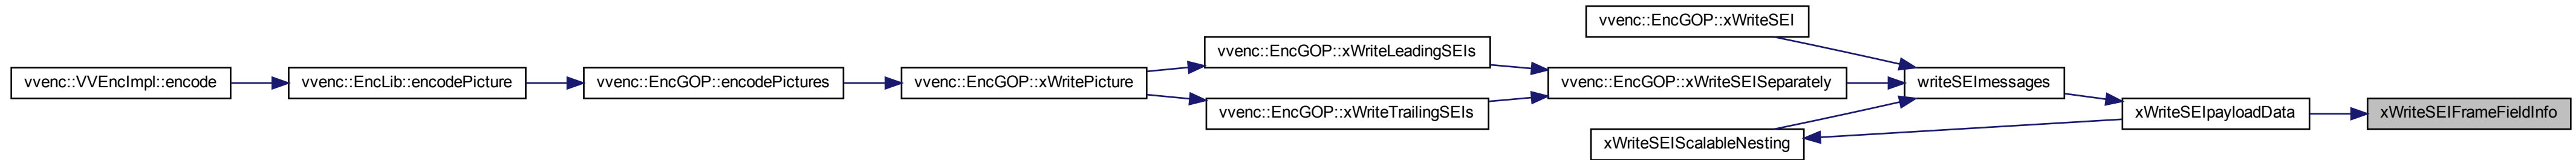 vvenc::VVEncImpl::encode
vvenc::EncLib::encodePicture
vvenc::EncGOP::encodePictures
vvenc::EncGOP::xWritePicture
vvenc::EncGOP::xWriteLeadingSEIs
vvenc::EncGOP::xWriteTrailingSEIs
vvenc::EncGOP::xWriteSEI
vvenc::EncGOP::xWriteSEISeparately
xWriteSEIScalableNesting
writeSEImessages
xWriteSEIpayloadData
xWriteSEIFrameFieldInfo